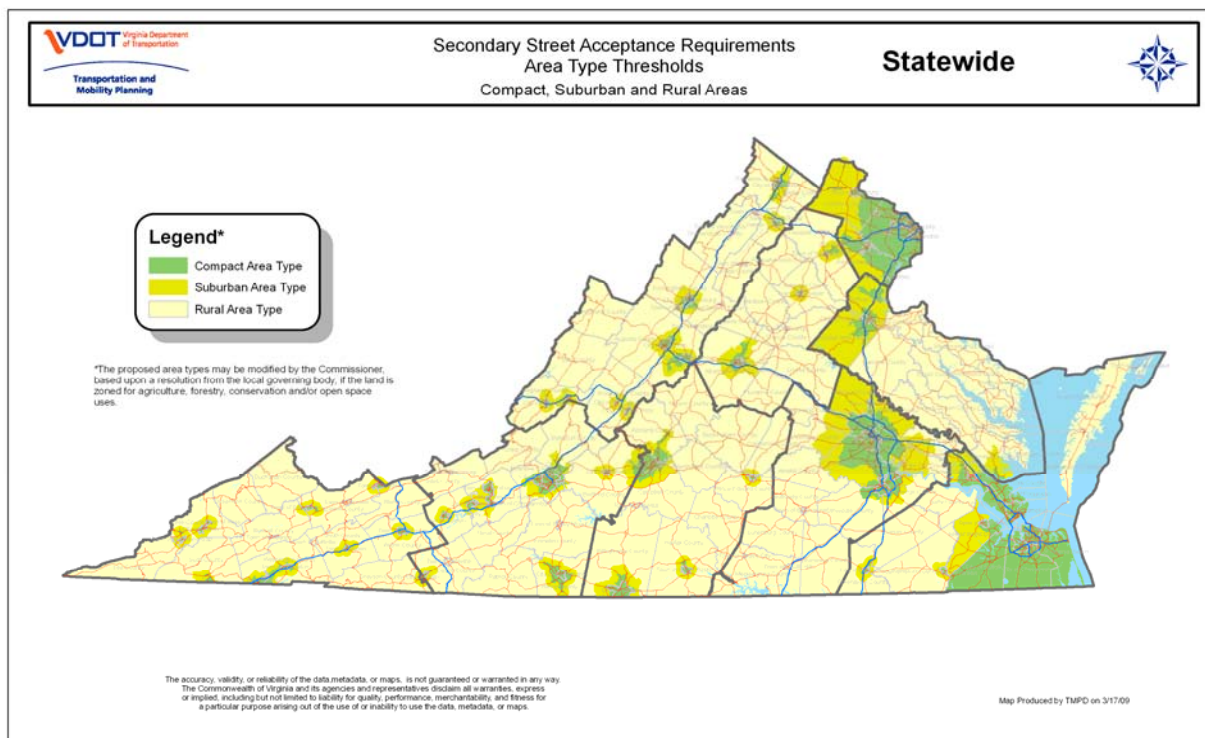 VDOT Virginia Department
of Transportation
Transportation and
Mobility Planning
Secondary Street Acceptance Requirements
Area Type Thresholds
Compact, Suburban and Rural Areas
Statewide
Legend*
Compact Area Type
Suburban Area Type
Rural Area Type
*The proposed area types may be modified by the Commissioner,
based upon a resolution from the local governing body, if the land is
zoned for agriculture, forestry, conservation and/or open space
uses.
The accuracy, validity, or reliability of the data,metadata, or maps, is not guaranteed or warranted in any way.
The Commonwealth of Virginia and its agencies and representatives disclaim all warranties, express
or implied, including but not limited to liability for quality, performance, merchantability, and fitness for
a particular purpose arising out of the use of or inability to use the data, metadata, or maps.
Map Produced by TMPD on 3/17/09